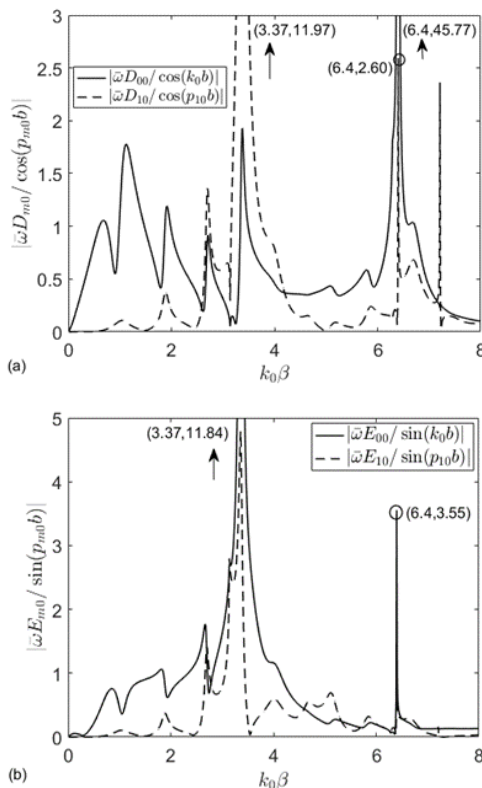 (3.37,11.97)
(6.4,45.77)
3
|ω̄D₀₀/ cos(k₀b)|
|ω̄D₁₀/ cos(p₁₀b)|
(6.4,2.60)
2.5
2
1.5
1
0.5
0
|ω̄Dₘ₀/ cos(pₘ₀b)|
0 2 4 6 8
k₀β
(a)
5
(3.37,11.84)
|ω̄E₀₀/ sin(k₀b)|
|ω̄E₁₀/ sin(p₁₀b)|
4
(6.4,3.55)
3
2
1
0
|ω̄Eₘ₀/ sin(pₘ₀b)|
0 2 4 6 8
k₀β
(b)